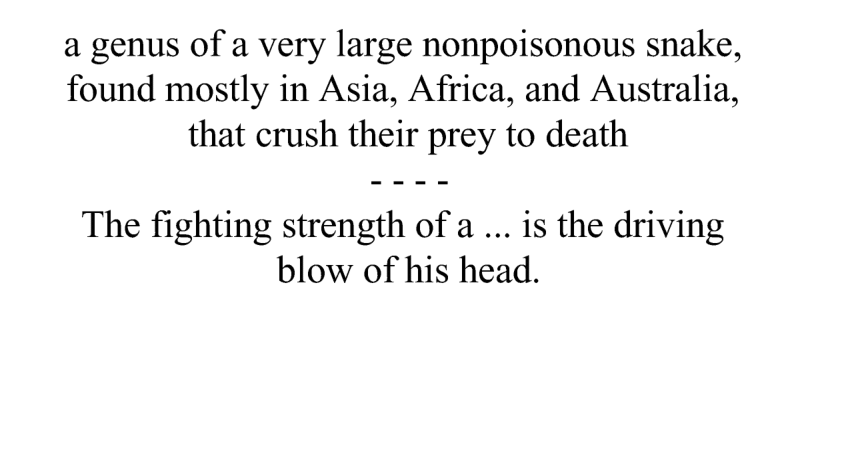 a genus of a very large nonpoisonous snake,
found mostly in Asia, Africa, and Australia,
that crush their prey to death
- - - -
The fighting strength of a ... is the driving
blow of his head.